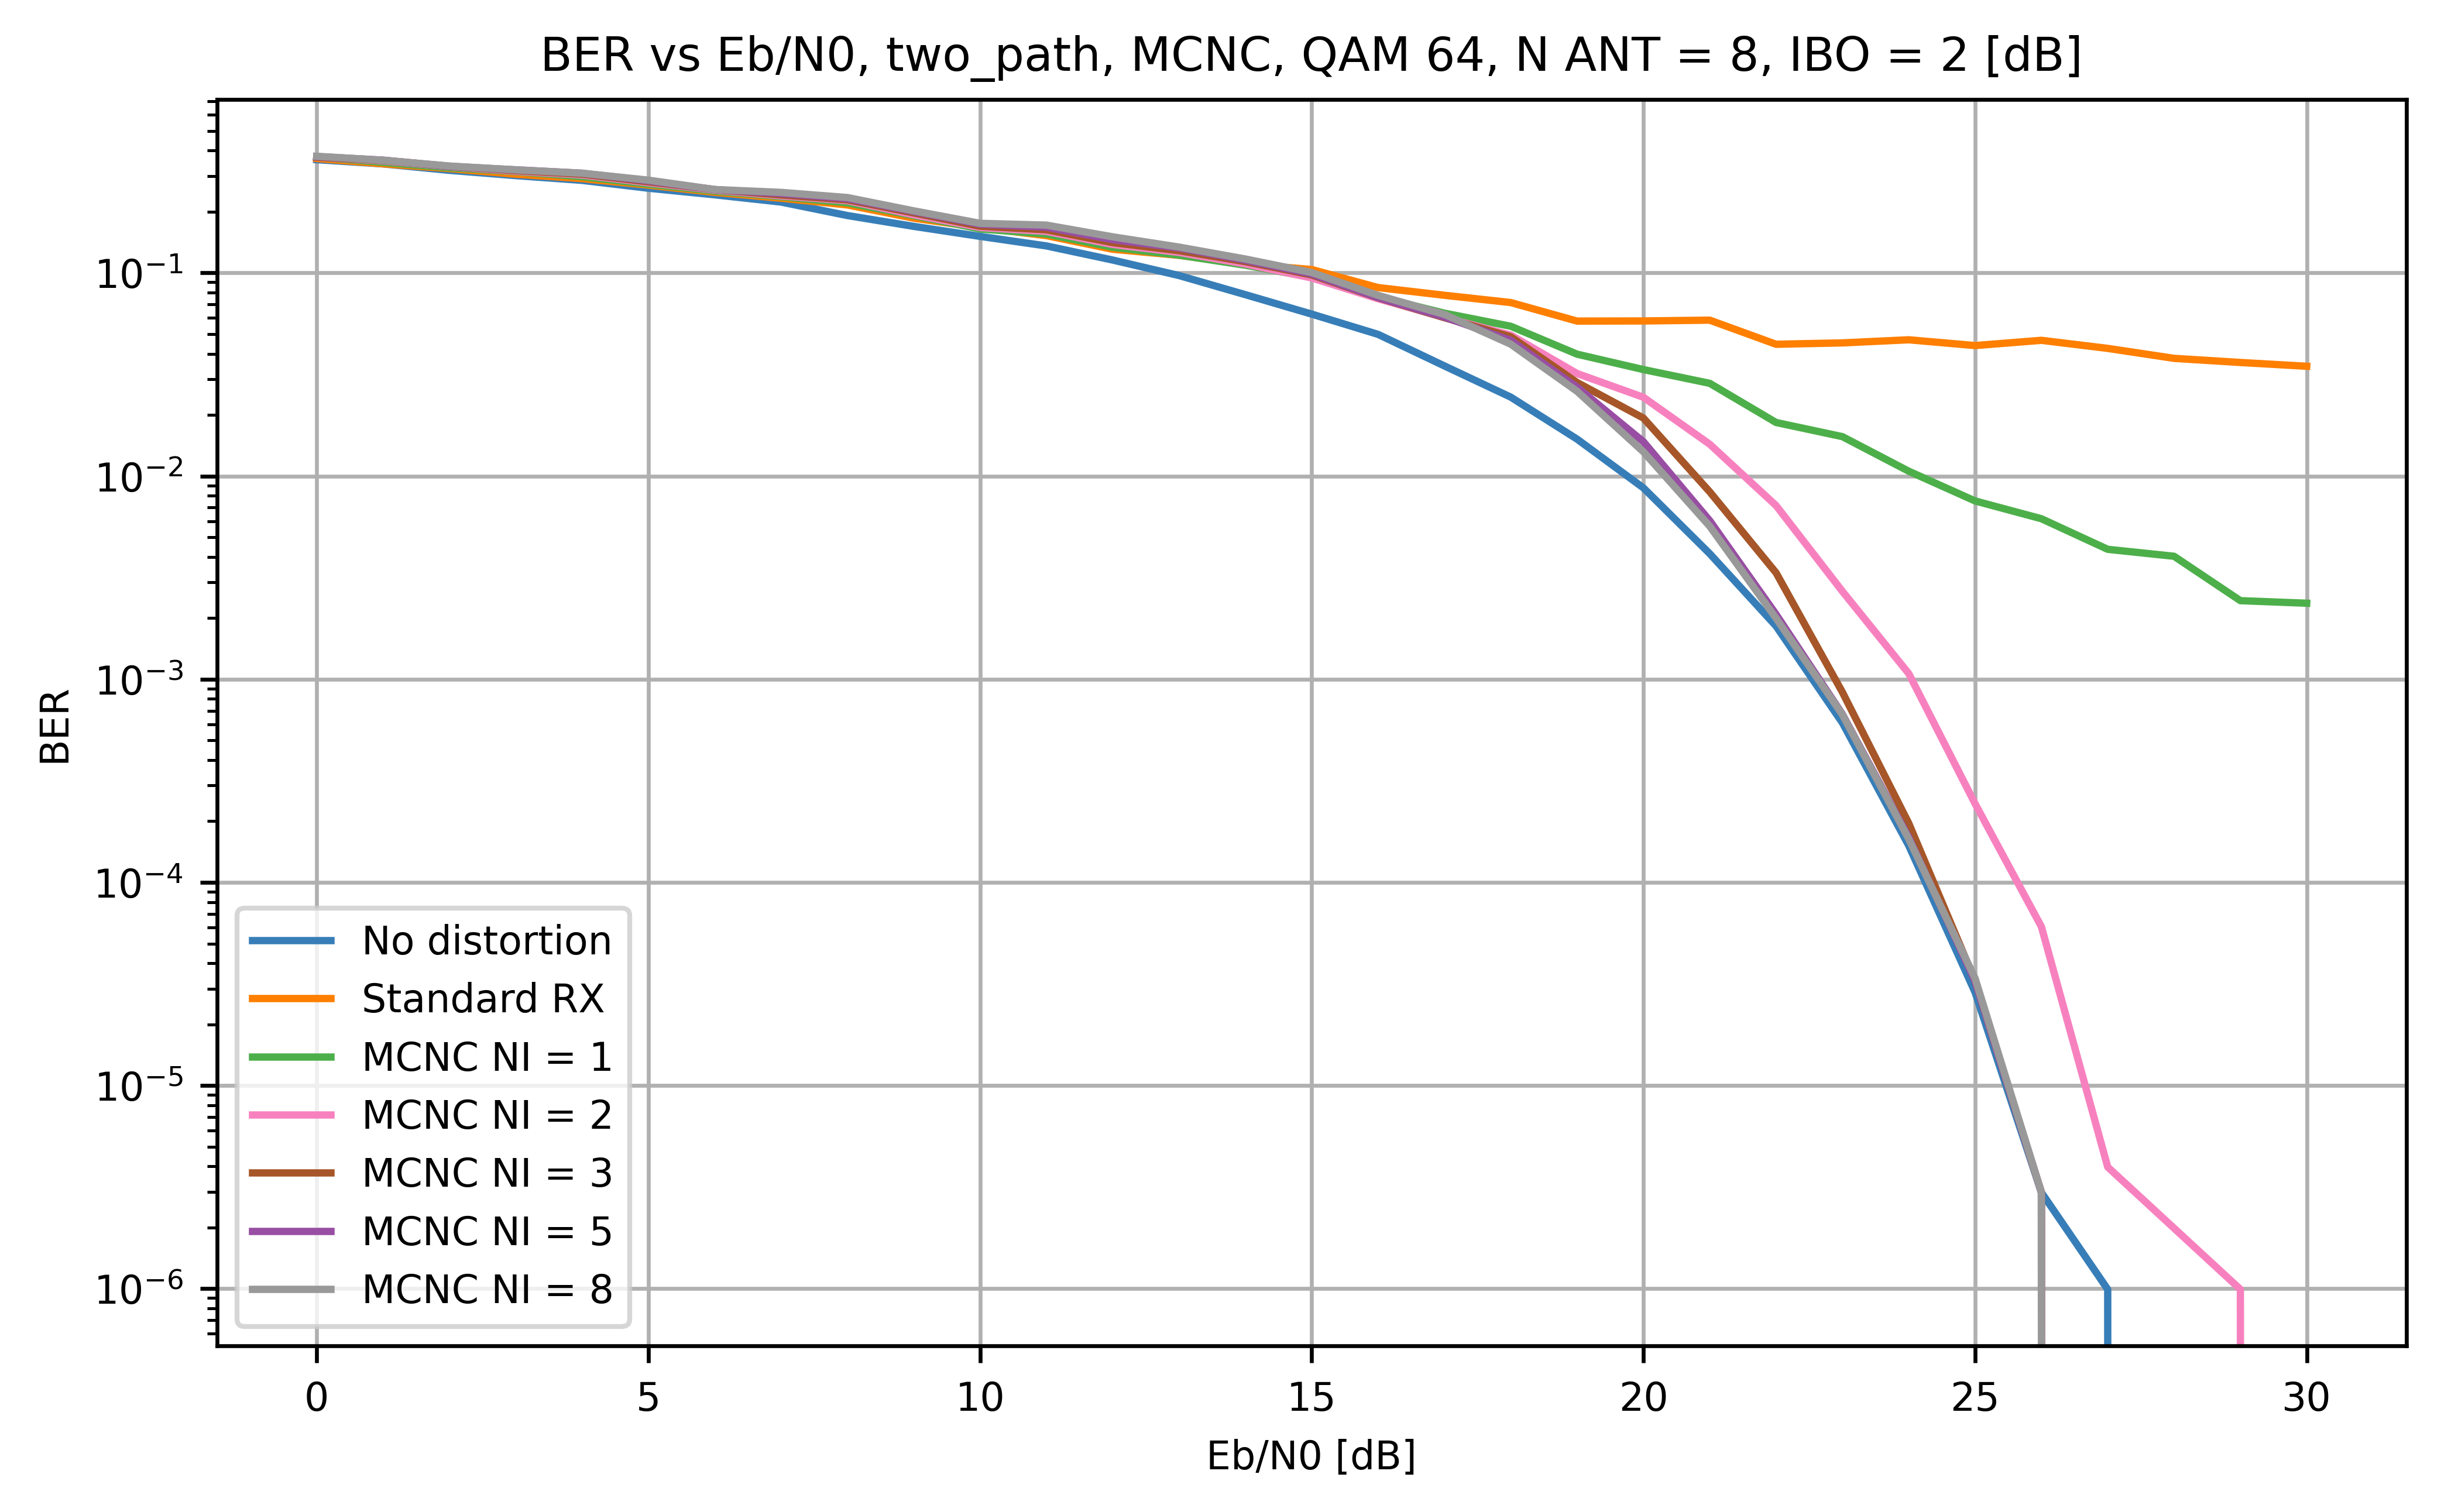 BER vs Eb/N0, two_path, MCNC, QAM 64, N ANT = 8, IBO = 2 [dB]
BER
10⁻¹
10⁻²
10⁻³
10⁻⁴
10⁻⁵
10⁻⁶
No distortion
Standard RX
MCNC NI = 1
MCNC NI = 2
MCNC NI = 3
MCNC NI = 5
MCNC NI = 8
0 5 10 15 20 25 30
Eb/N0 [dB]